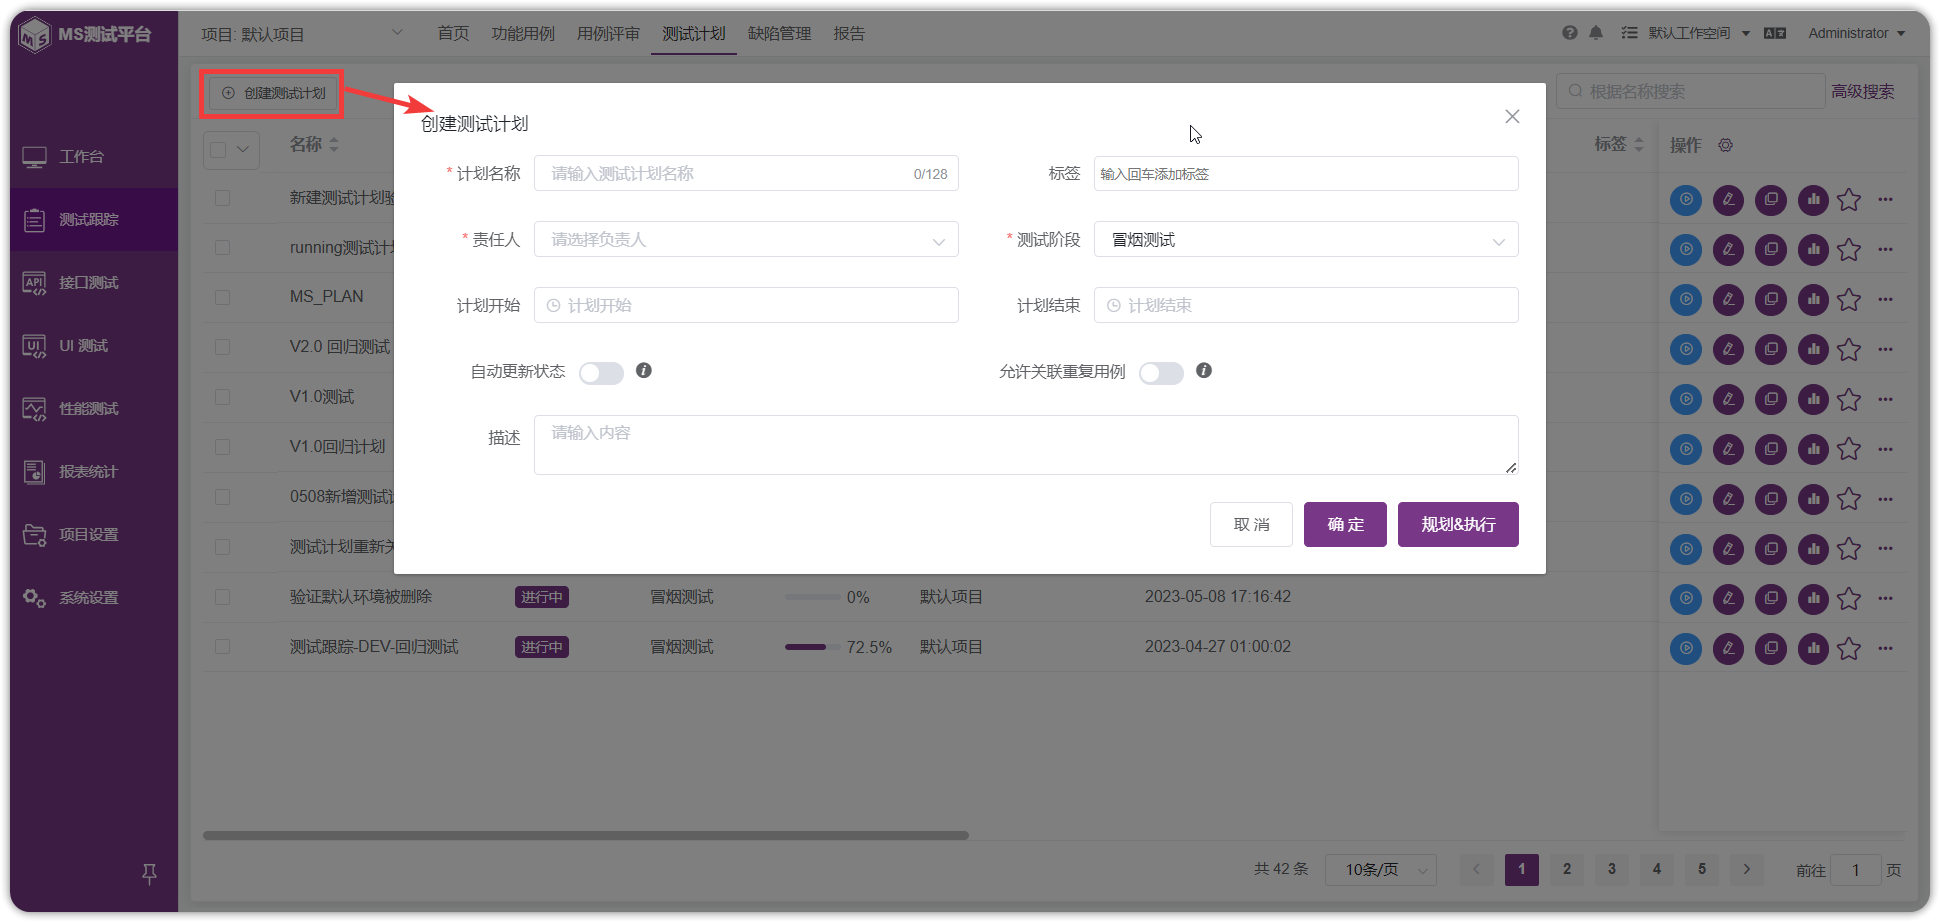 MS测试平台
项目: 默认项目
首页 功能用例 用例评审 测试计划 缺陷管理 报告
默认工作空间
Administrator
创建测试计划
根据名称搜索
高级搜索
名称
标签
操作
工作台
测试跟踪
接口测试
UI 测试
性能测试
报表统计
项目设置
系统设置
创建测试计划
* 计划名称 请输入测试计划名称 0/128
标签 输入回车添加标签
* 责任人 请选择负责人
* 测试阶段 冒烟测试
计划开始 计划开始
计划结束 计划结束
自动更新状态
允许关联重复用例
描述 请输入内容
取 消 确 定 规划&执行
新建测试计划
running测试计
MS_PLAN
V2.0 回归测试
V1.0测试
V1.0回归计划
0508新增测试
测试计划重新
验证默认环境被删除 进行中 冒烟测试 0% 默认项目 2023-05-08 17:16:42
测试跟踪-DEV-回归测试 进行中 冒烟测试 72.5% 默认项目 2023-04-27 01:00:02
共 42 条 10条/页 1 2 3 4 5 前往 1 页